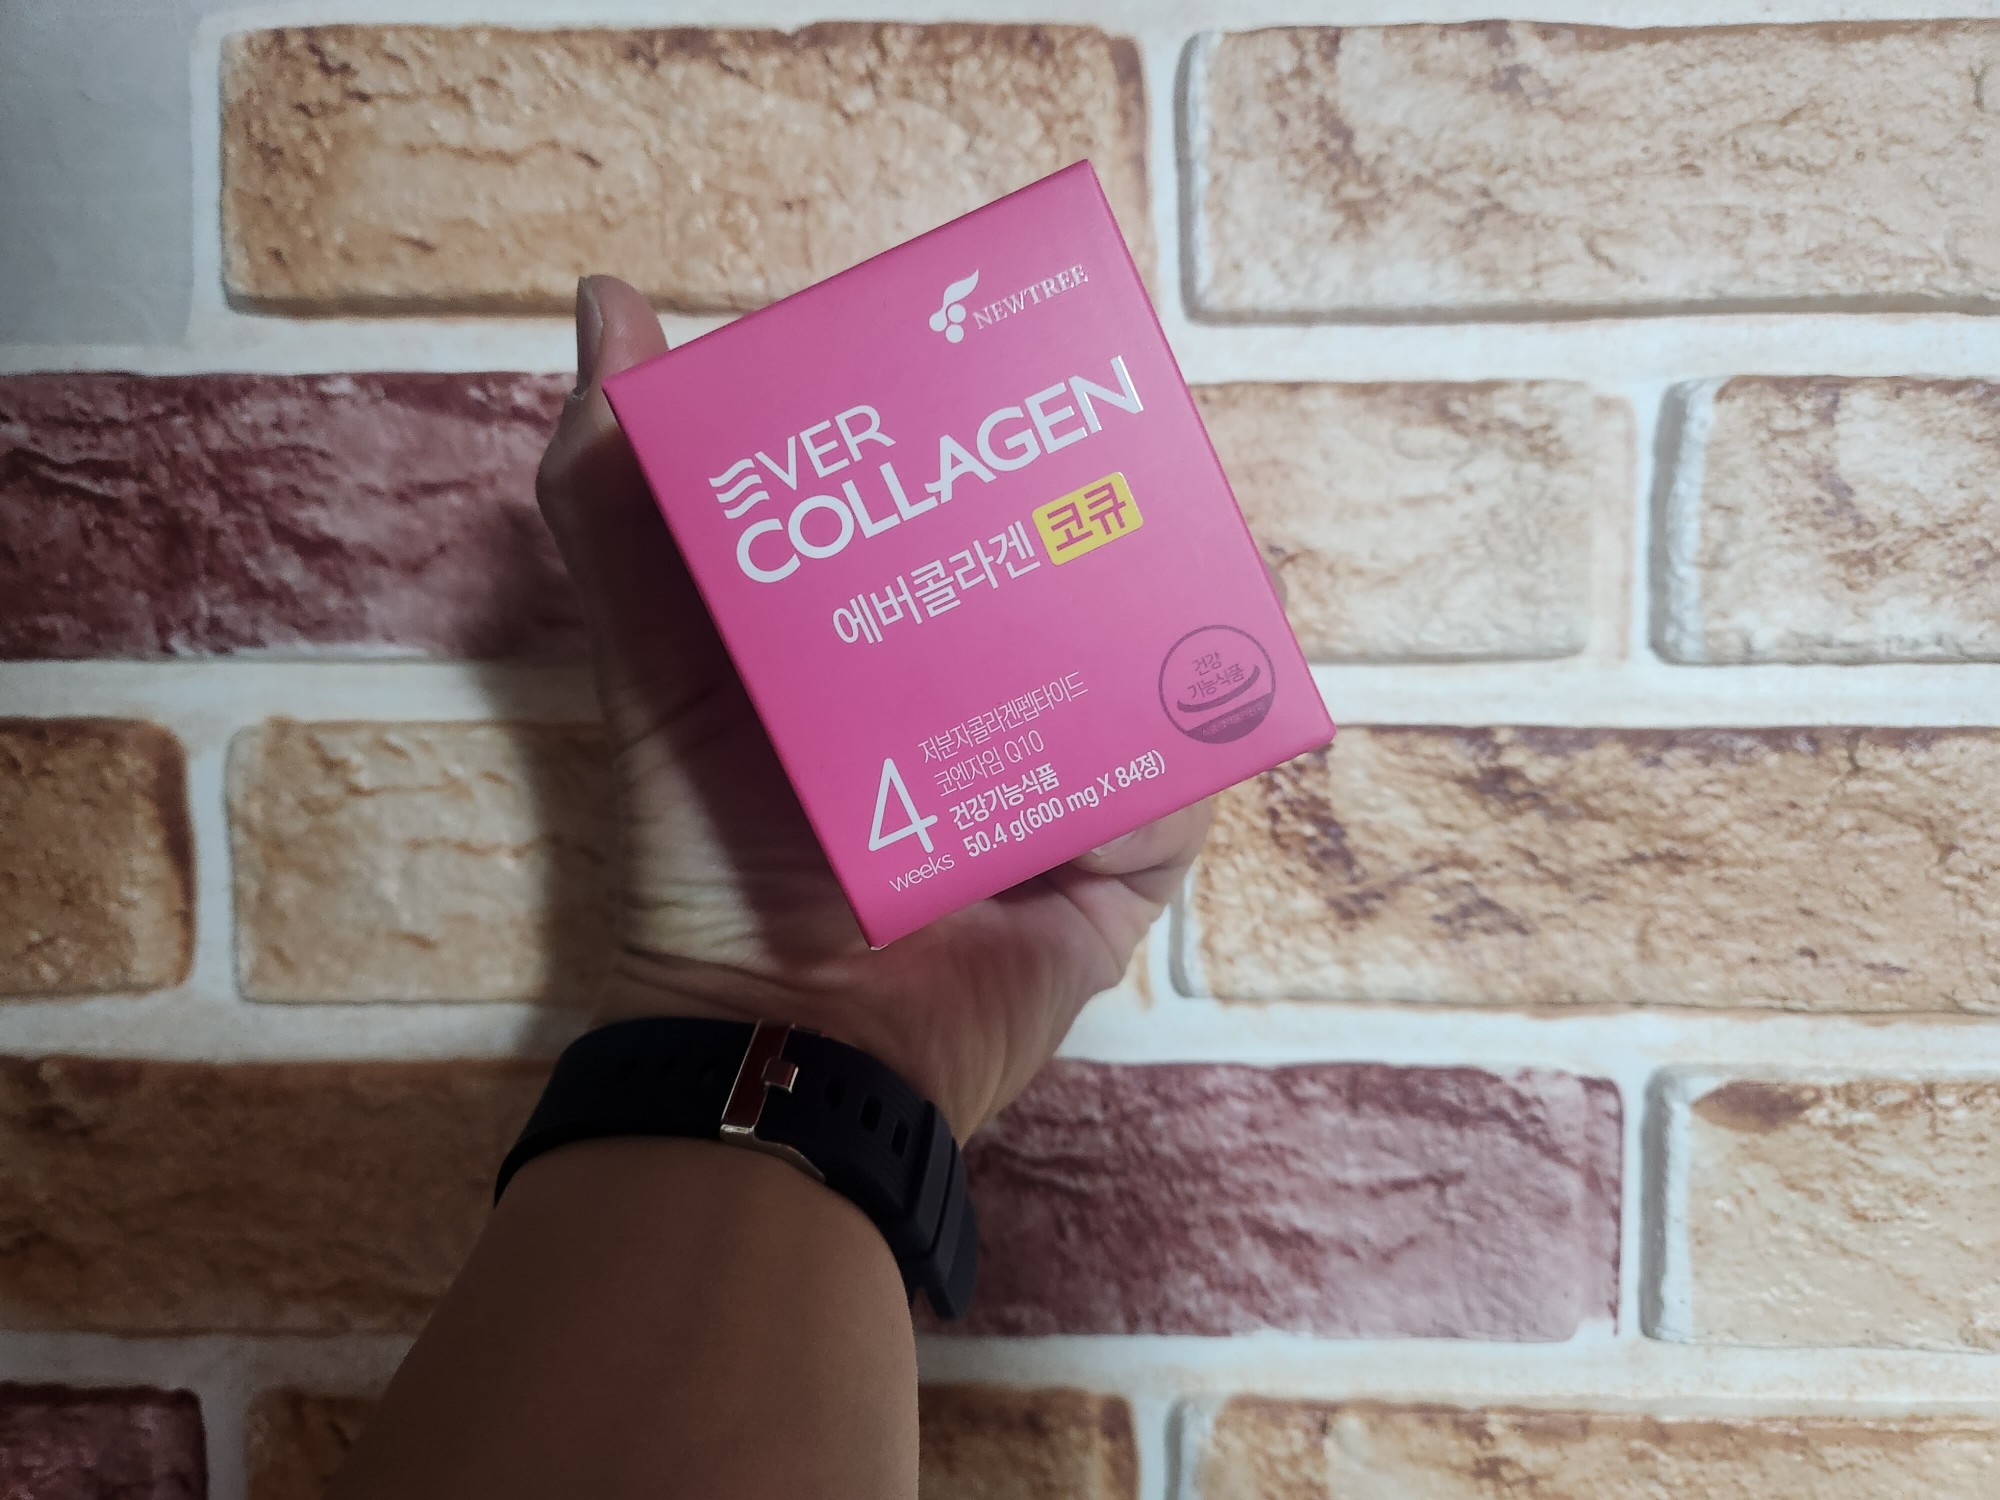 NEWTREE
EVER
COLLAGEN
에버콜라겐 코큐
저분자콜라겐펩타이드
코엔자임 Q10
건강기능식품
50.4 g(600 mg X 84정)
4
weeks
건강
기능식품